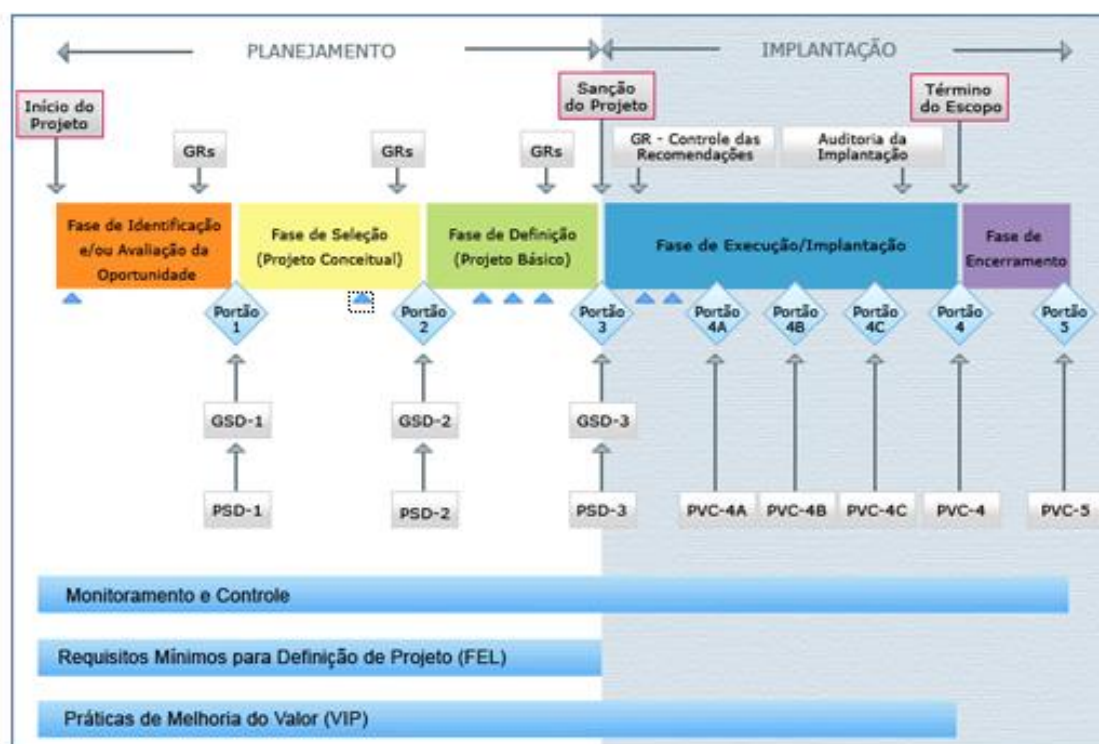 PLANEJAMENTO
IMPLANTAÇÃO
Início do
Projeto
Sanção
do Projeto
Término
do Escopo
GRs
GRs
GRs
GR - Controle das
Recomendações
Auditoria da
Implantação
Fase de Identificação
e/ou Avaliação da
Oportunidade
Fase de Seleção
(Projeto Conceitual)
Fase de Definição
(Projeto Básico)
Fase de Execução/Implantação
Fase de
Encerramento
Portão
1
Portão
2
Portão
3
Portão
4A
Portão
4B
Portão
4C
Portão
4
Portão
5
GSD-1
GSD-2
GSD-3
PSD-1
PSD-2
PSD-3
PVC-4A
PVC-4B
PVC-4C
PVC-4
PVC-5
Monitoramento e Controle
Requisitos Mínimos para Definição de Projeto (FEL)
Práticas de Melhoria do Valor (VIP)